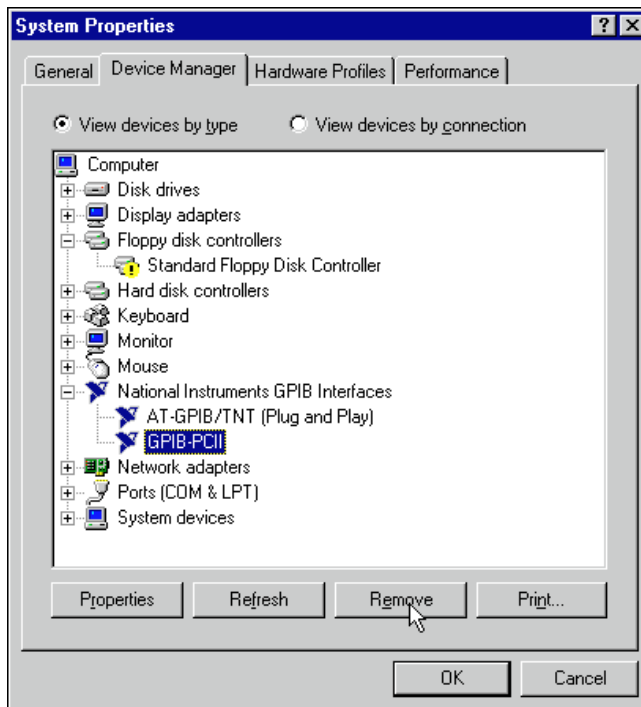 System Properties
General Device Manager Hardware Profiles Performance
View devices by type View devices by connection
Computer
Disk drives
Display adapters
Floppy disk controllers
Standard Floppy Disk Controller
Hard disk controllers
Keyboard
Monitor
Mouse
National Instruments GPIB Interfaces
AT-GPIB/TNT (Plug and Play)
GPIB-PCII
Network adapters
Ports (COM & LPT)
System devices
Properties Refresh Remove Print...
OK Cancel